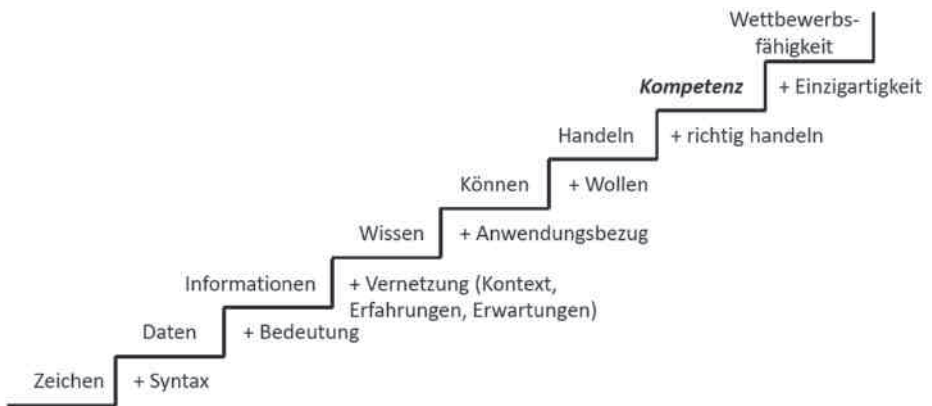 Wettbewerbs-
fähigkeit
Kompetenz + Einzigartigkeit
Handeln + richtig handeln
Können + Wollen
Wissen + Anwendungsbezug
Informationen + Vernetzung (Kontext,
Erfahrungen, Erwartungen)
Daten + Bedeutung
Zeichen + Syntax